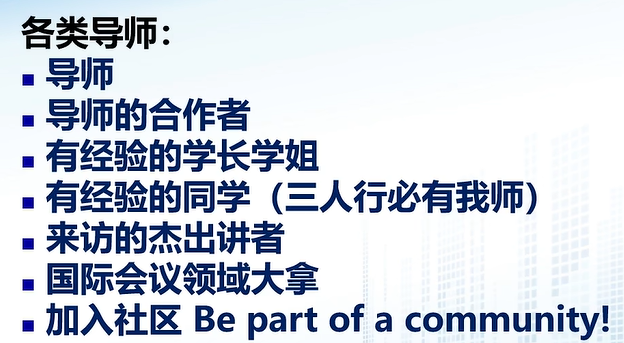 各类导师：
导师
导师的合作者
有经验的学长学姐
有经验的同学（三人行必有我师）
来访的杰出讲者
国际会议领域大拿
加入社区 Be part of a community!